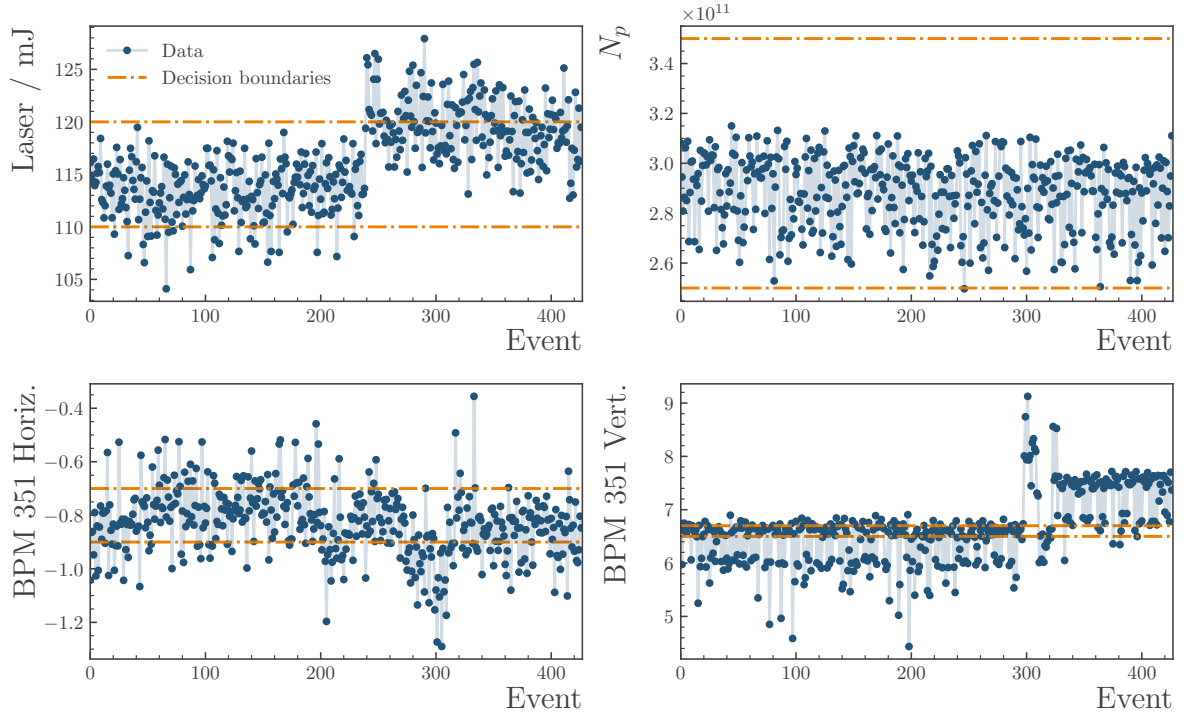 Laser / mJ
125
120
115
110
105
Data
Decision boundaries
0 100 200 300 400
Event
×10¹¹
N_p
3.4
3.2
3.0
2.8
2.6
0 100 200 300 400
Event
BPM 351 Horiz.
−0.4
−0.6
−0.8
−1.0
−1.2
0 100 200 300 400
Event
BPM 351 Vert.
9
8
7
6
5
0 100 200 300 400
Event